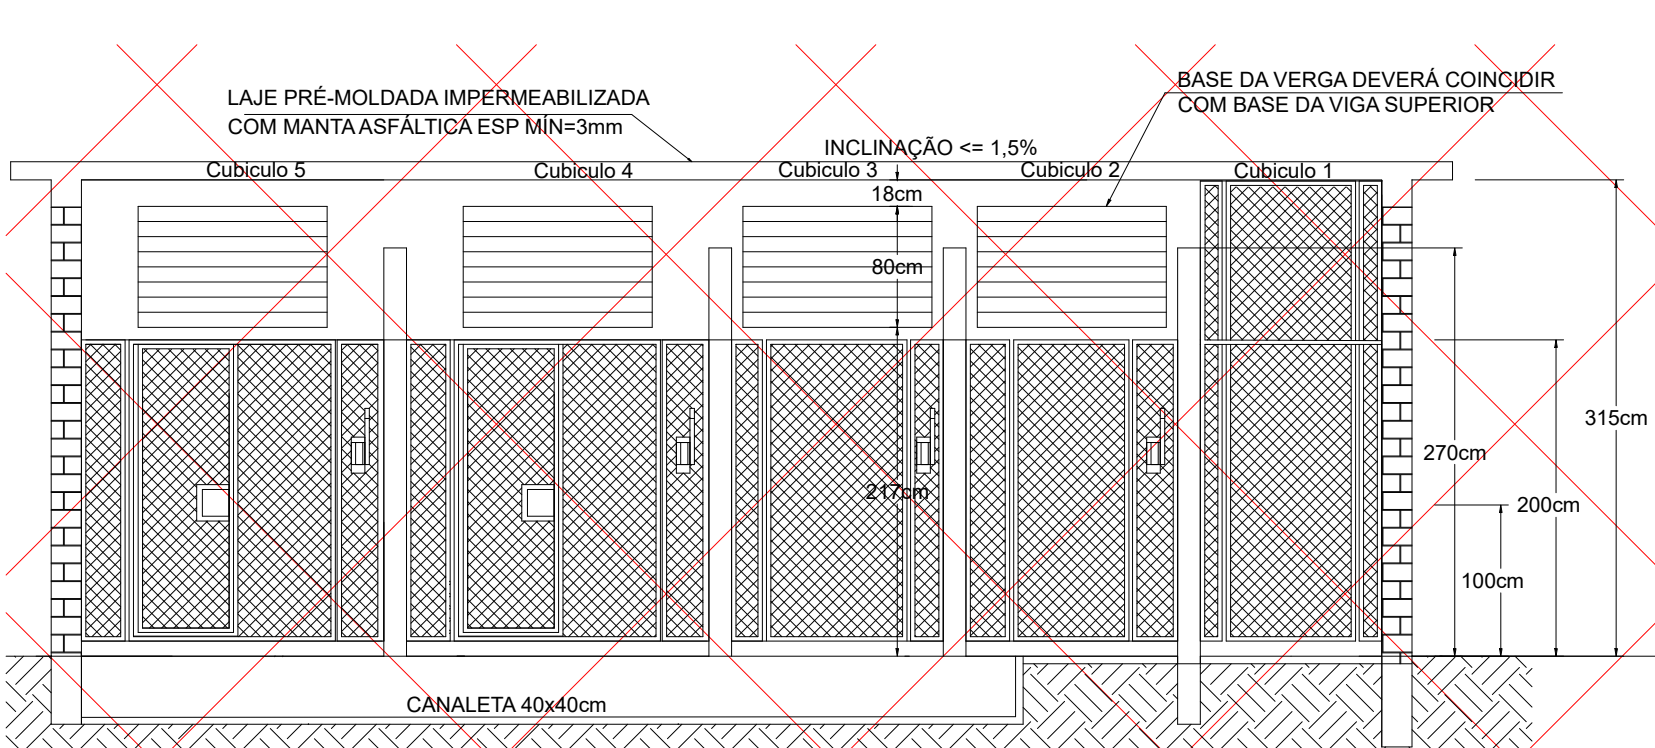 BASE DA VERGA DEVERÁ COINCIDIR
COM BASE DA VIGA SUPERIOR
LAJE PRÉ-MOLDADA IMPERMEABILIZADA
COM MANTA ASFÁLTICA ESP MÍN=3mm
INCLINAÇÃO <= 1,5%
Cubiculo 5
Cubiculo 4
Cubiculo 3
Cubiculo 2
Cubiculo 1
18cm
80cm
315cm
270cm
217cm
200cm
100cm
CANALETA 40x40cm